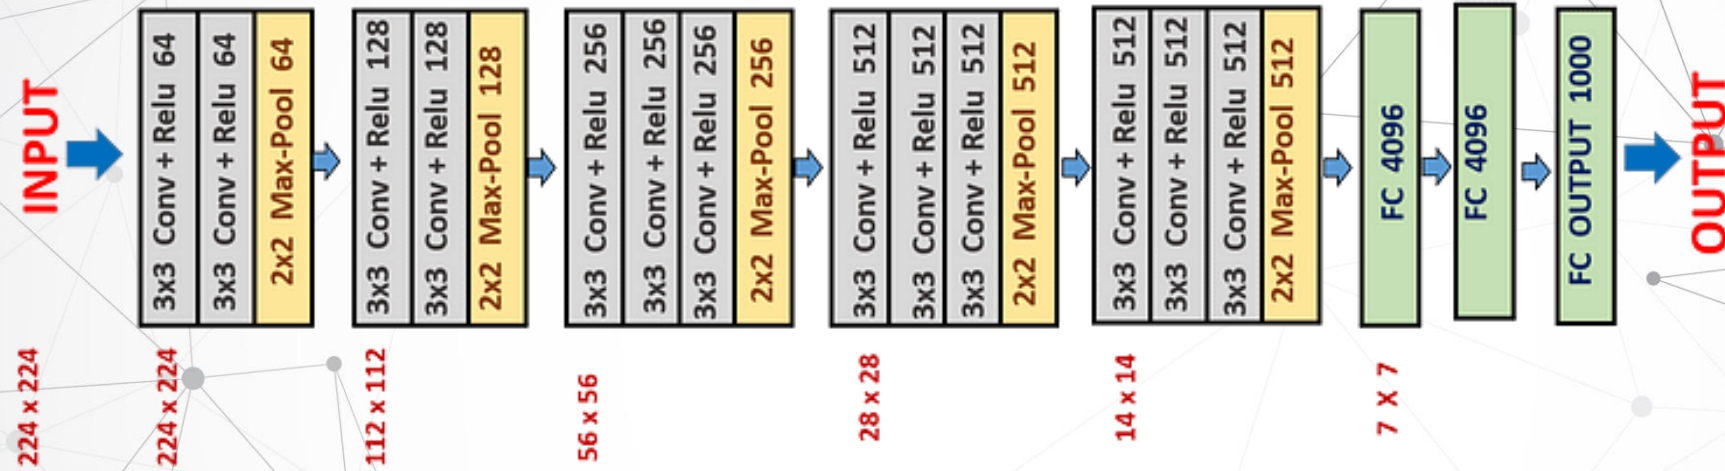 INPUT
3x3 Conv + Relu 64
3x3 Conv + Relu 64
2x2 Max-Pool 64
3x3 Conv + Relu 128
3x3 Conv + Relu 128
2x2 Max-Pool 128
3x3 Conv + Relu 256
3x3 Conv + Relu 256
3x3 Conv + Relu 256
2x2 Max-Pool 256
3x3 Conv + Relu 512
3x3 Conv + Relu 512
3x3 Conv + Relu 512
2x2 Max-Pool 512
3x3 Conv + Relu 512
3x3 Conv + Relu 512
3x3 Conv + Relu 512
2x2 Max-Pool 512
FC 4096
FC 4096
FC OUTPUT 1000
OUTPUT
224 x 224
224 x 224
112 x 112
56 x 56
28 x 28
14 x 14
7 X 7